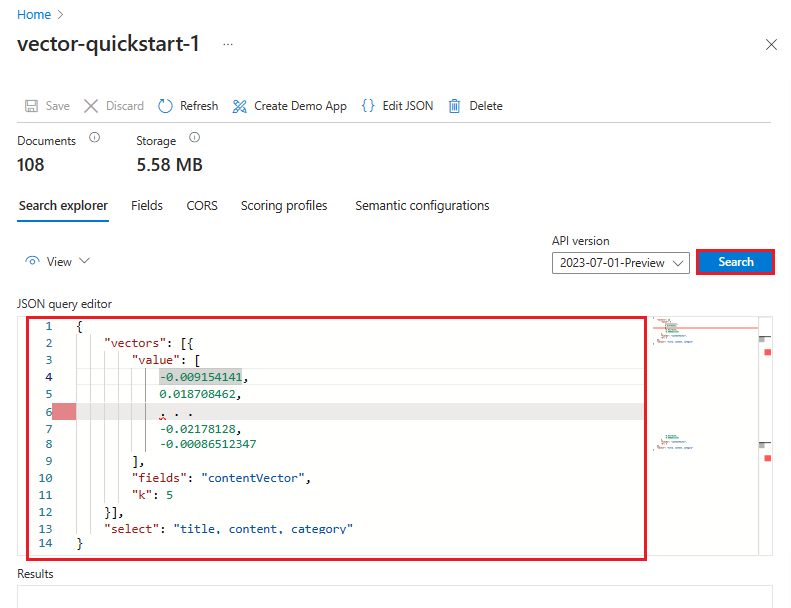 Home >
vector-quickstart-1 ...
Save Discard Refresh Create Demo App {} Edit JSON Delete
Documents Storage
108 5.58 MB
Search explorer Fields CORS Scoring profiles Semantic configurations
API version
View 2023-07-01-Preview Search
JSON query editor
1 {
2 "vectors": [{
3 "value": [
4 -0.009154141,
5 0.018708462,
6 . . .
7 -0.02178128,
8 -0.00086512347
9 ],
10 "fields": "contentVector",
11 "k": 5
12 }],
13 "select": "title, content, category"
14 }
Results